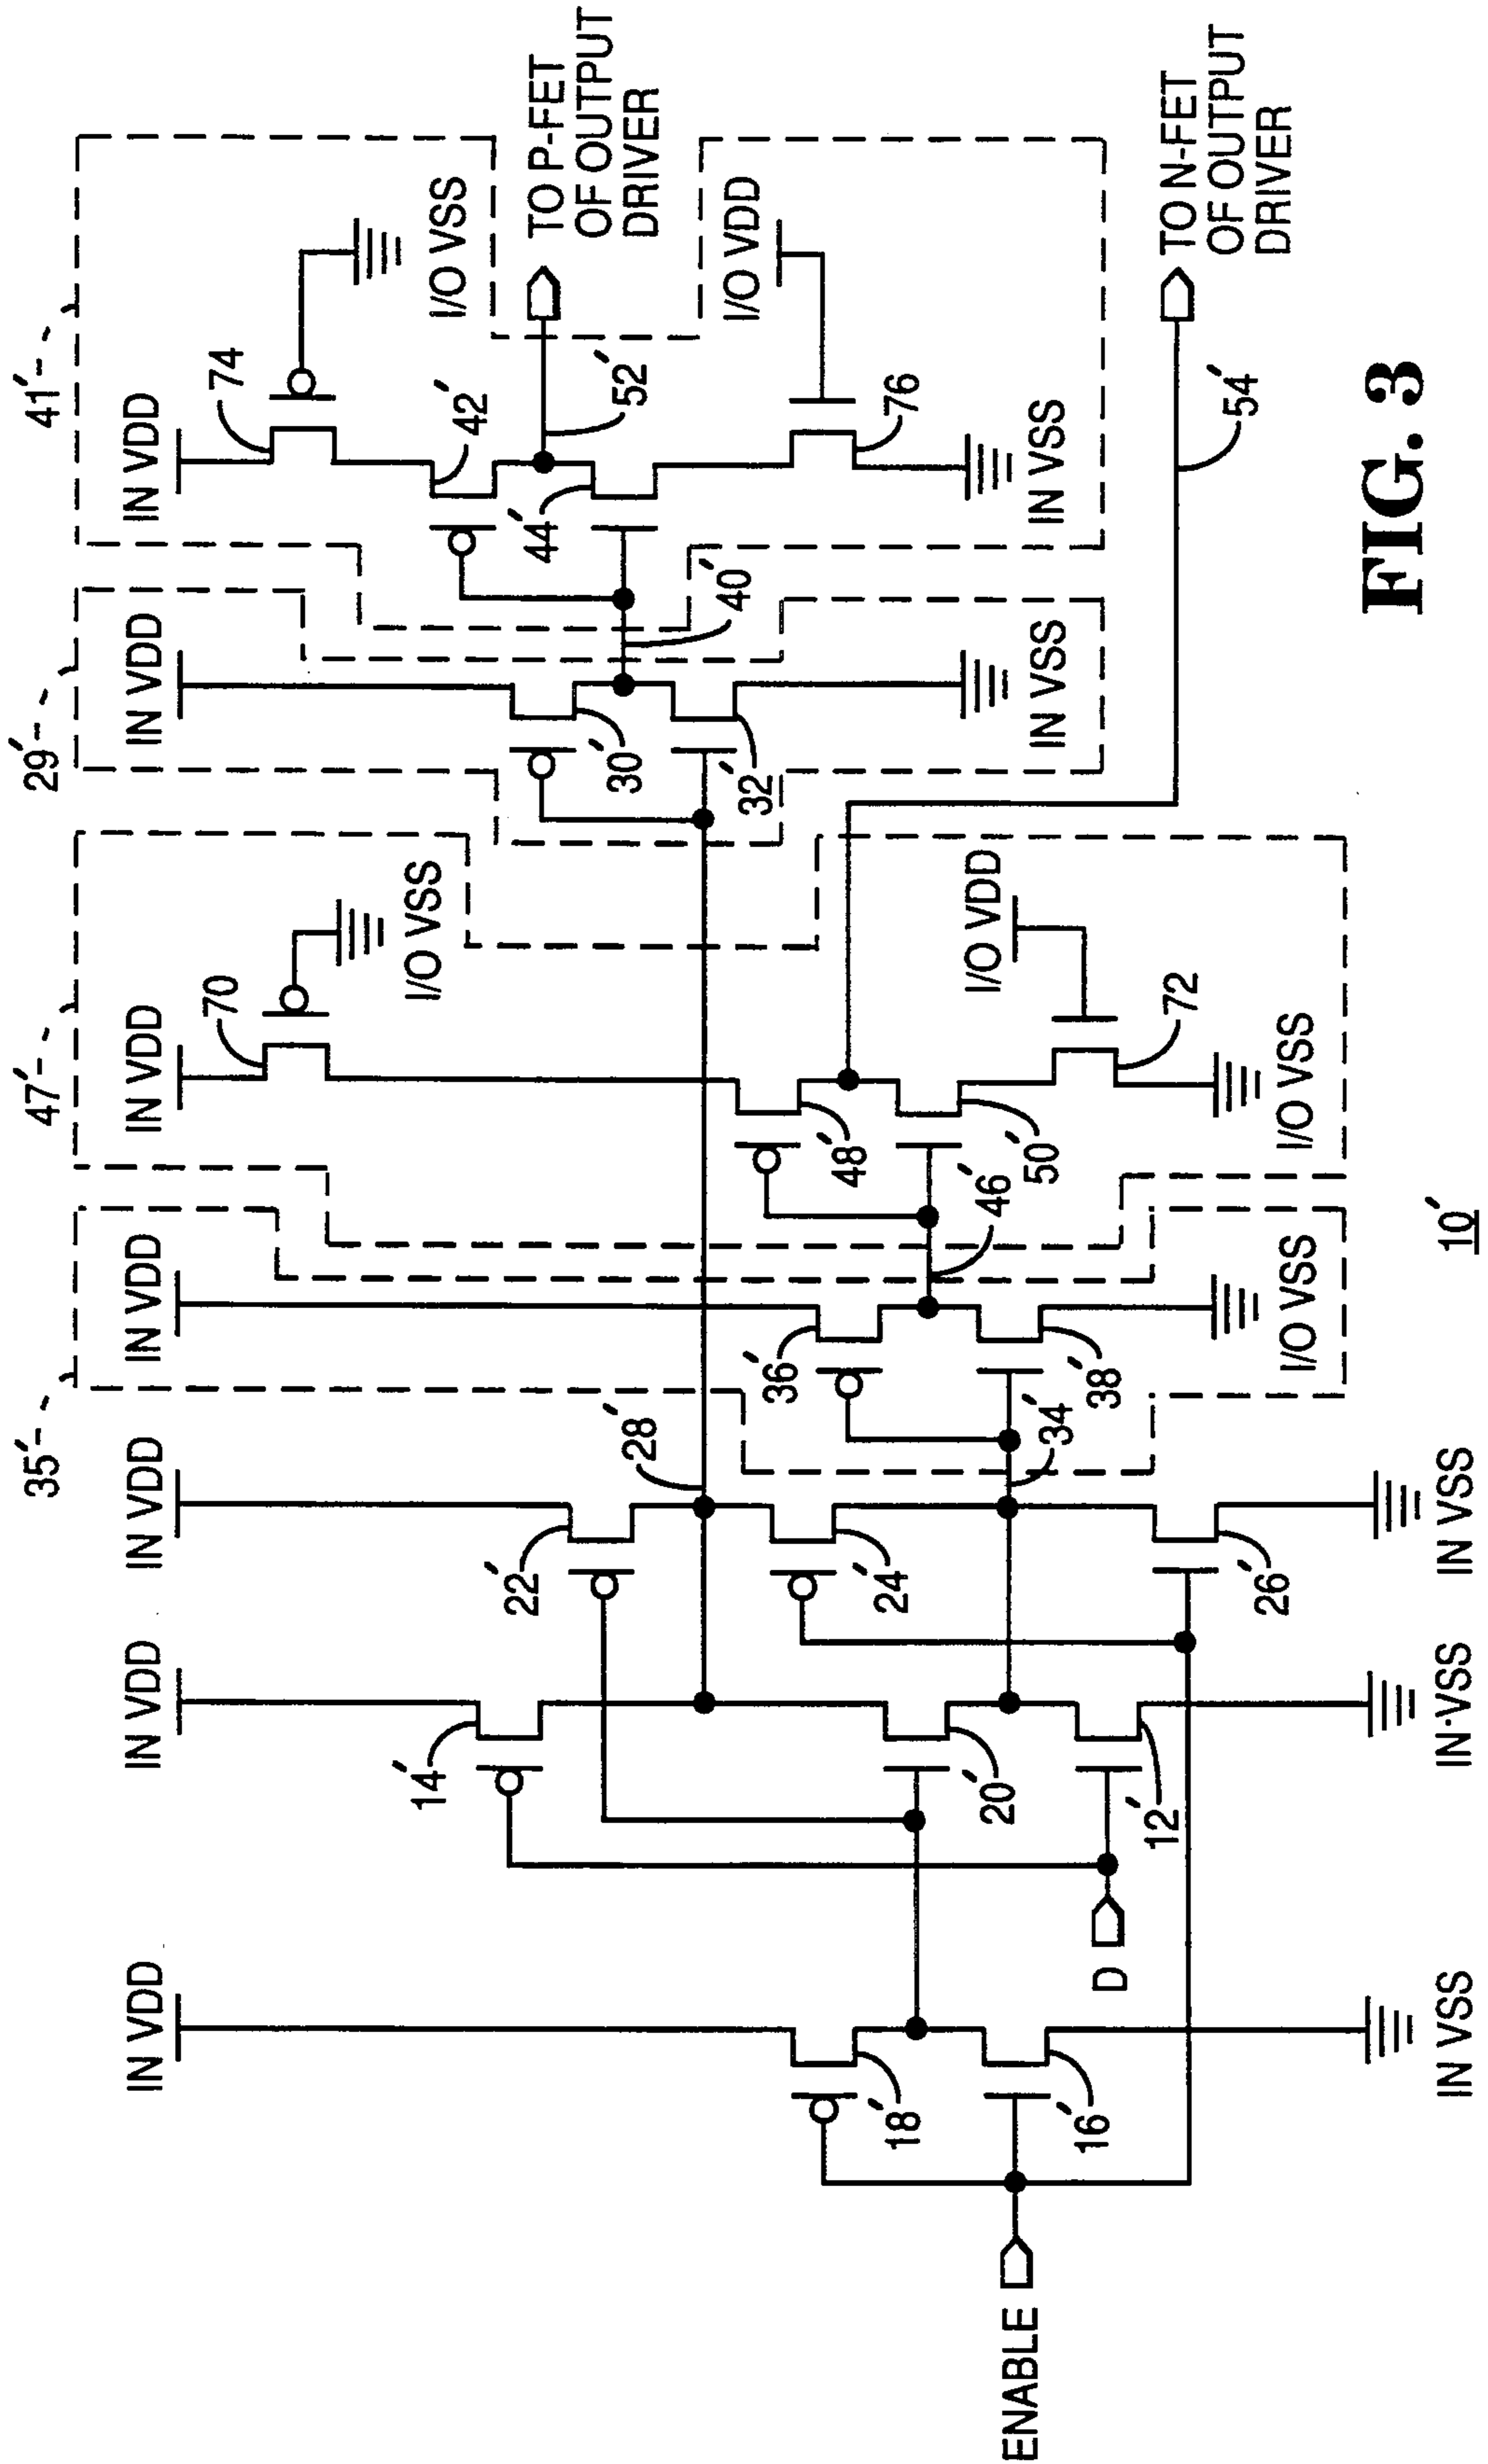 35'
47'
29'
41'
IN VDD
IN VDD
IN VDD
IN VDD
IN VDD
IN VDD
IN VDD
70
74
I/O VSS
I/O VSS
14'
22'
28'
30'
42'
52'
TO P-FET
OF OUTPUT
DRIVER
18'
24'
36'
48'
32'
40'
44'
I/O VDD
20'
34'
46'
50'
I/O VDD
76
16'
12'
26'
38'
72
IN VSS
IN VSS
D
ENABLE
TO N-FET
OF OUTPUT
DRIVER
54'
I/O VSS
I/O VSS
IN VSS
IN·VSS
IN VSS
10'
FIG. 3